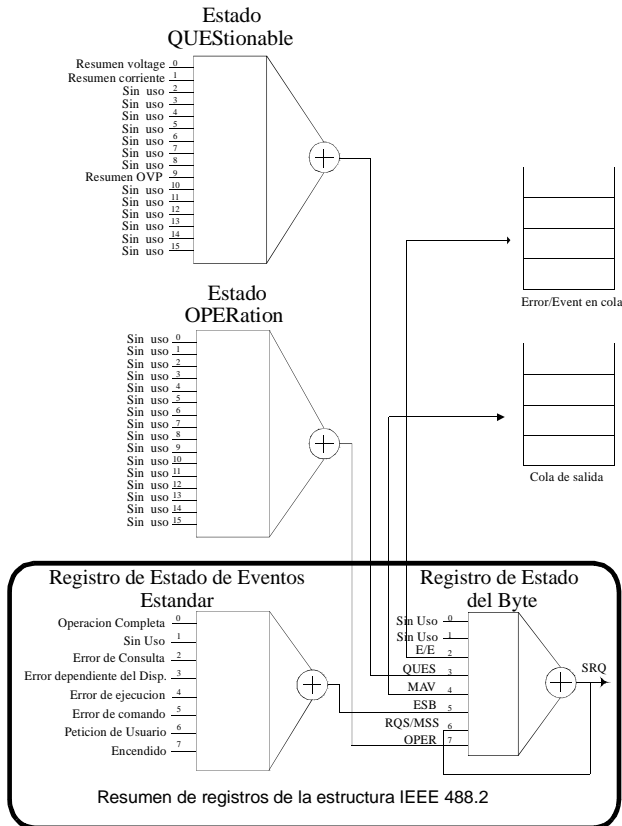 Estado
QUEStionable
Resumen voltage 0
Resumen corriente 1
Sin uso 2
Sin uso 3
Sin uso 4
Sin uso 5
Sin uso 6
Sin uso 7
Sin uso 8
Resumen OVP 9
Sin uso 10
Sin uso 11
Sin uso 12
Sin uso 13
Sin uso 14
Sin uso 15
Error/Event en cola
Estado
OPERation
Sin uso 0
Sin uso 1
Sin uso 2
Sin uso 3
Sin uso 4
Sin uso 5
Sin uso 6
Sin uso 7
Sin uso 8
Sin uso 9
Sin uso 10
Sin uso 11
Sin uso 12
Sin uso 13
Sin uso 14
Sin uso 15
Cola de salida
Registro de Estado de Eventos
Estandar
Operacion Completa 0
Sin Uso 1
Error de Consulta 2
Error dependiente del Disp. 3
Error de ejecucion 4
Error de comando 5
Peticion de Usuario 6
Encendido 7
Registro de Estado
del Byte
Sin Uso 0
Sin Uso 1
E/E 2
QUES 3
MAV 4
ESB 5
RQS/MSS 6
OPER 7
SRQ
Resumen de registros de la estructura IEEE 488.2